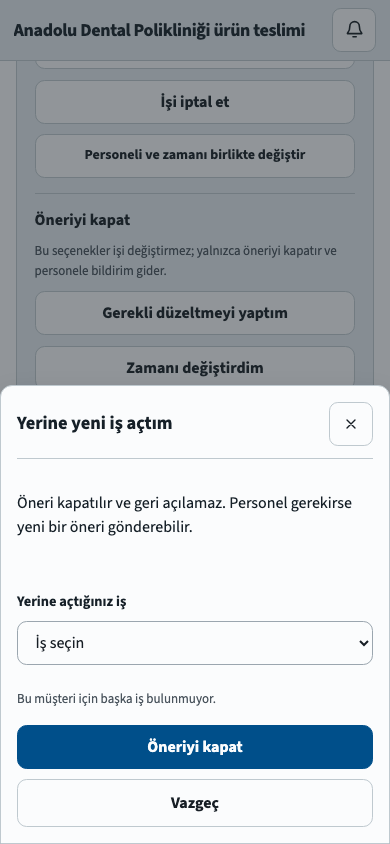 Anadolu Dental Polikliniği ürün teslimi
İşi iptal et
Personeli ve zamanı birlikte değiştir
Öneriyi kapat
Bu seçenekler işi değiştirmez; yalnızca öneriyi kapatır ve
personele bildirim gider.
Gerekli düzeltmeyi yaptım
Zamanı değiştirdim
Yerine yeni iş açtım
Öneri kapatılır ve geri açılamaz. Personel gerekirse
yeni bir öneri gönderebilir.
Yerine açtığınız iş
İş seçin
Bu müşteri için başka iş bulunmuyor.
Öneriyi kapat
Vazgeç